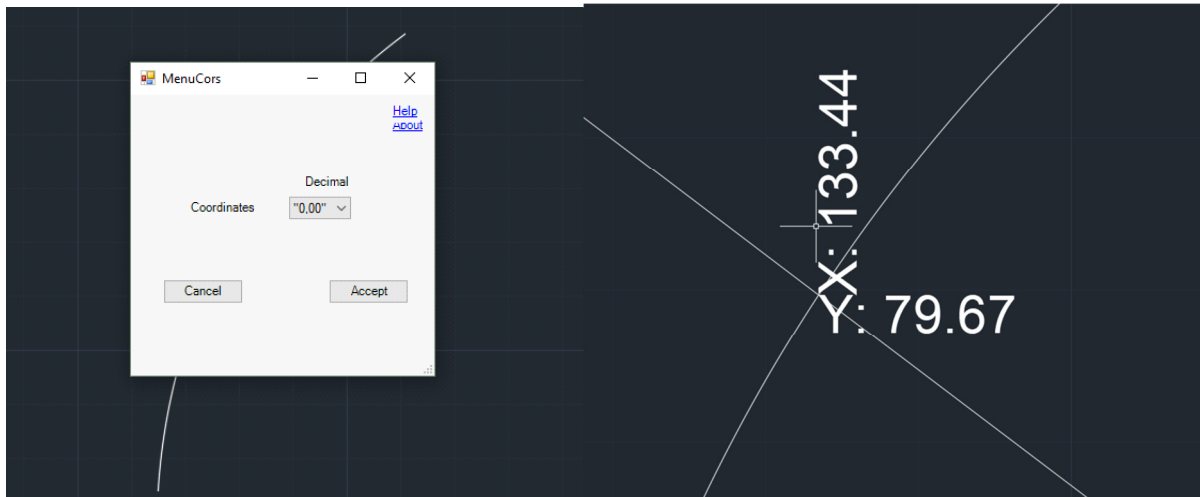 MenuCors
Help
About
Decimal
Coordinates
"0,00"
Cancel
Accept
X: 133.44
Y: 79.67